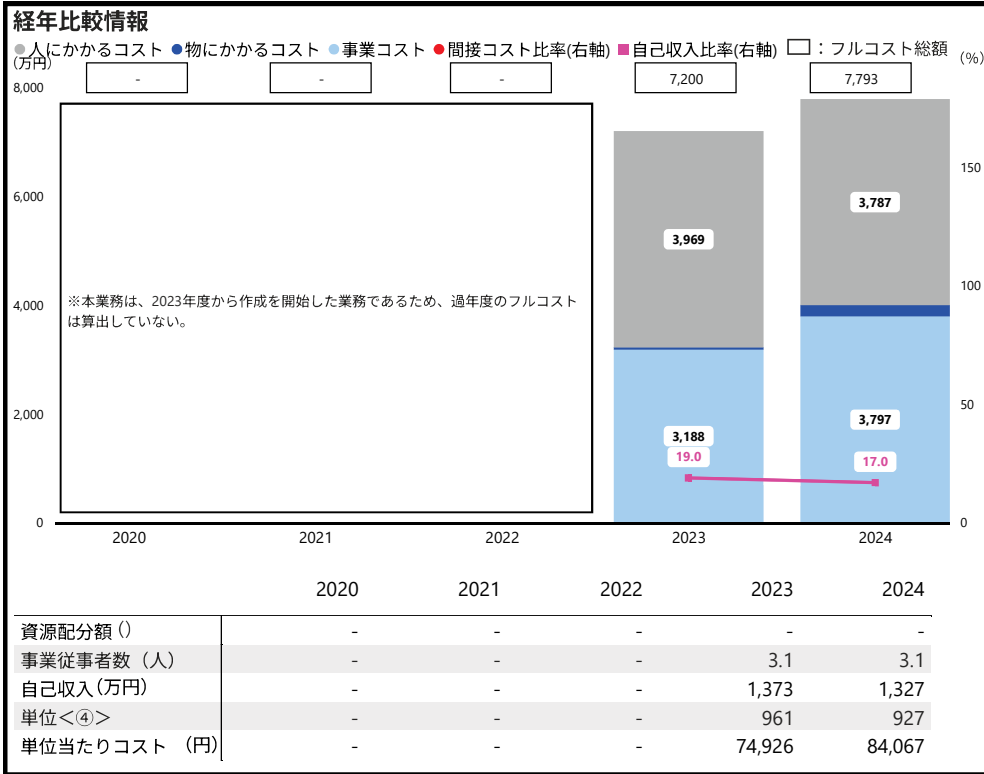 経年比較情報
●人にかかるコスト ●物にかかるコスト ●事業コスト ●間接コスト比率(右軸) ■自己収入比率(右軸) □：フルコスト総額
(万円) (%)
- - - 7,200 7,793
8,000
150
6,000
3,787
3,969
100
4,000
※本業務は、2023年度から作成を開始した業務であるため、過年度のフルコスト
は算出していない。
50
2,000
3,797
3,188
19.0
17.0
0 0
2020 2021 2022 2023 2024
2020 2021 2022 2023 2024
資源配分額() - - - - -
事業従事者数（人） - - - 3.1 3.1
自己収入(万円) - - - 1,373 1,327
単位＜④＞ - - - 961 927
単位当たりコスト （円） - - - 74,926 84,067